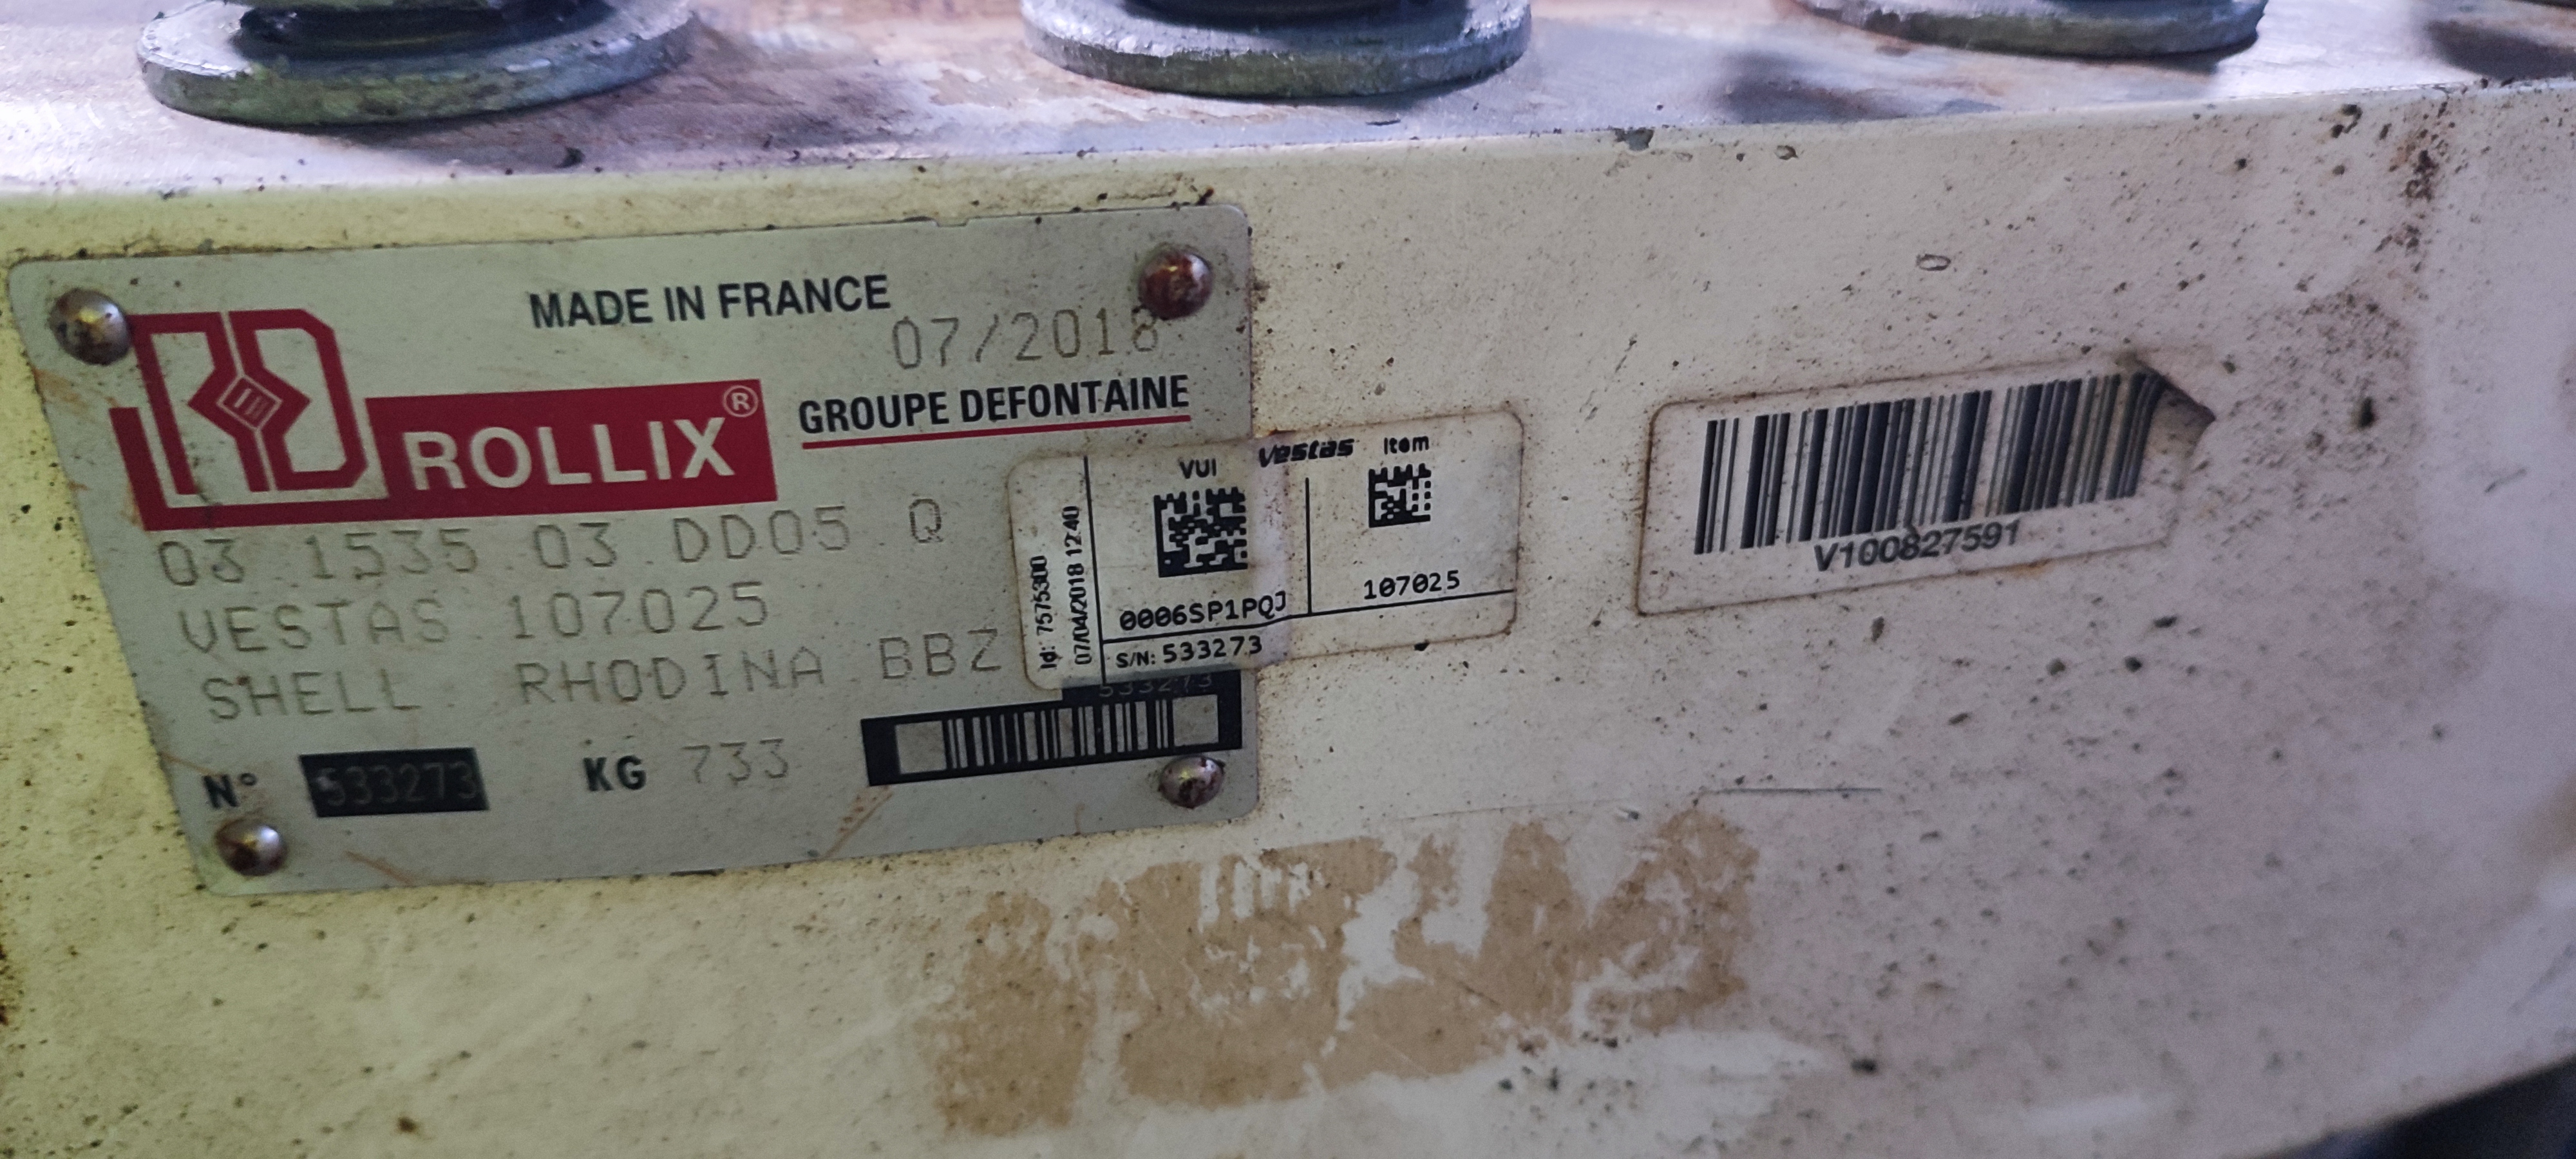 MADE IN FRANCE
07/2018
ROLLIX®
GROUPE DEFONTAINE
03 1535 03 DD05 Q
VESTAS 107025
SHELL RHODINA BBZ
N° 533273
KG 733
533273
Vestas
VUI
Item
0006SP1PQJ
107025
S/N: 533273
Id: 7575300
07/04/2018 12:40
V100827591